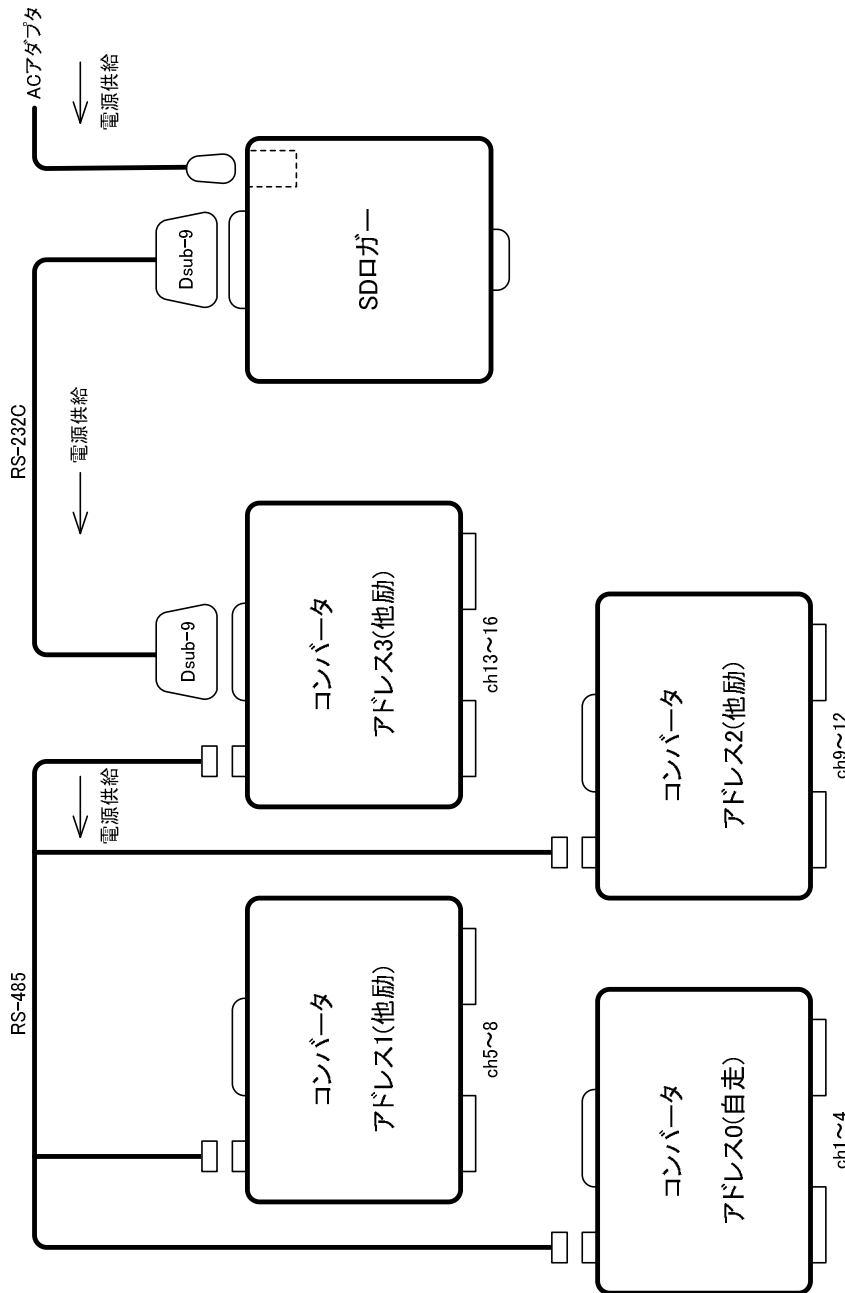 RS-485
電源供給
RS-232C
電源供給
ACアダプタ
電源供給
Dsub-9
Dsub-9
コンバータ
アドレス1(他励)
ch5～8
コンバータ
アドレス3(他励)
ch13～16
SDロガー
コンバータ
アドレス0(自走)
ch1～4
コンバータ
アドレス2(他励)
ch9～12